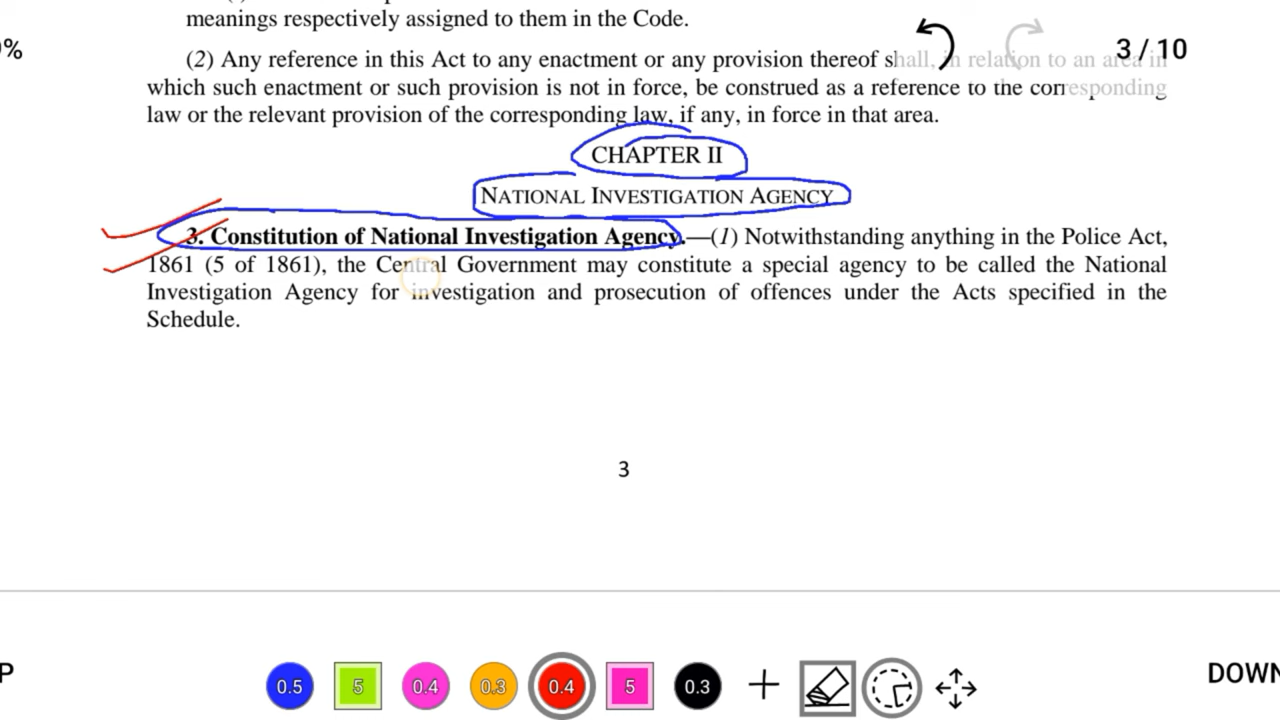 meanings respectively assigned to them in the Code.
0%
3 / 10
(2) Any reference in this Act to any enactment or any provision thereof shall, in relation to an area in
which such enactment or such provision is not in force, be construed as a reference to the corresponding
law or the relevant provision of the corresponding law, if any, in force in that area.
CHAPTER II
NATIONAL INVESTIGATION AGENCY
3. Constitution of National Investigation Agency.—(1) Notwithstanding anything in the Police Act,
1861 (5 of 1861), the Central Government may constitute a special agency to be called the National
Investigation Agency for investigation and prosecution of offences under the Acts specified in the
Schedule.
3
P
0.5 5 0.4 0.3 0.4 5 0.3
DOWN